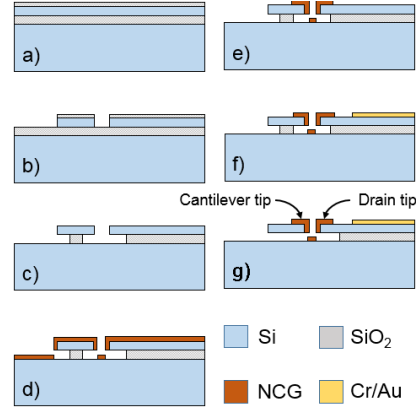 a)
b)
c)
d)
e)
f)
Cantilever tip
Drain tip
g)
Si
SiO₂
NCG
Cr/Au